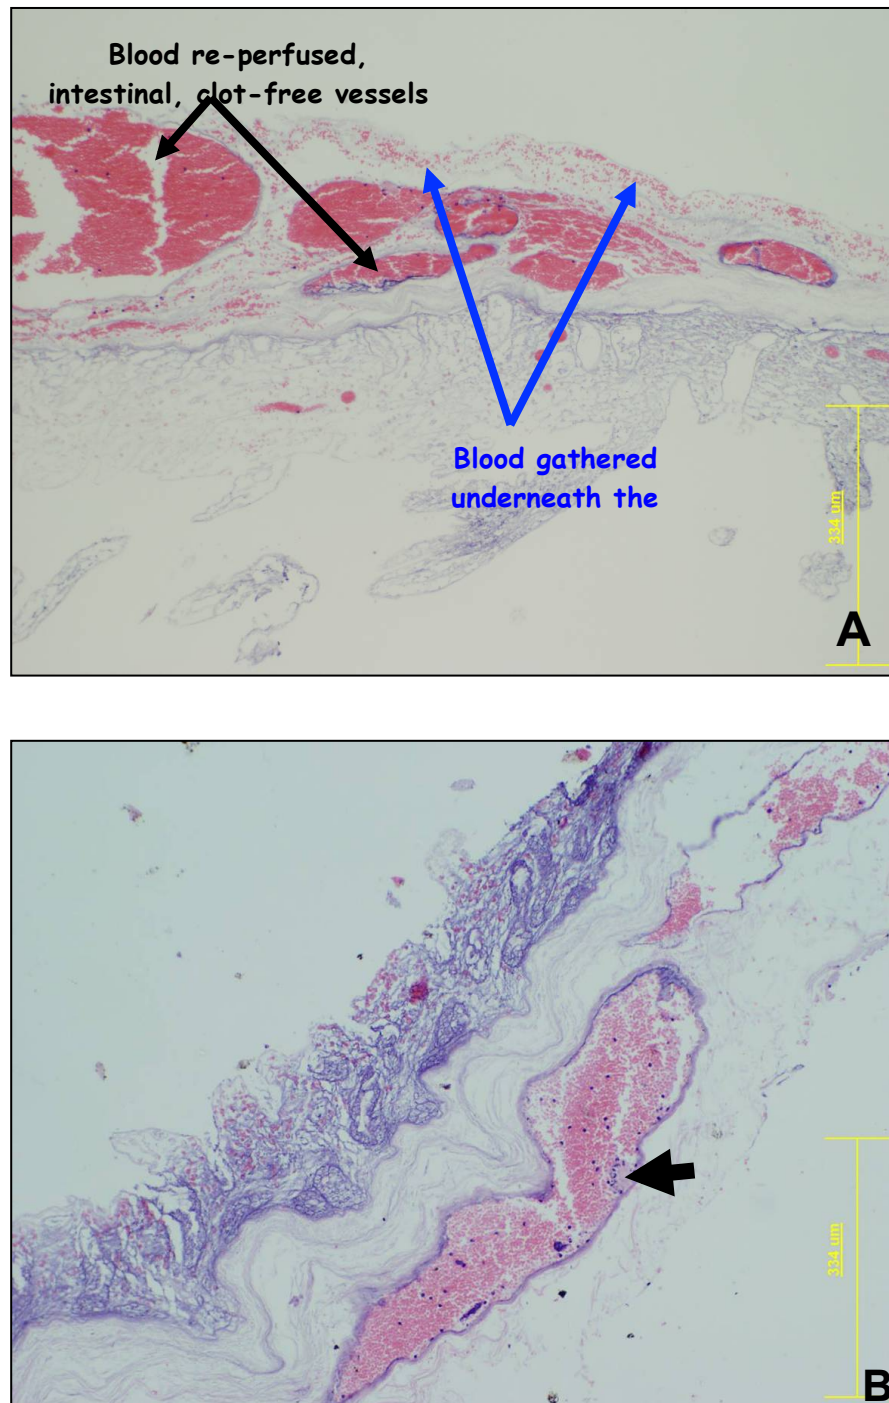 Blood re-perfused,
intestinal, clot-free vessels
Blood gathered
underneath the
334 um
A
334 um
B